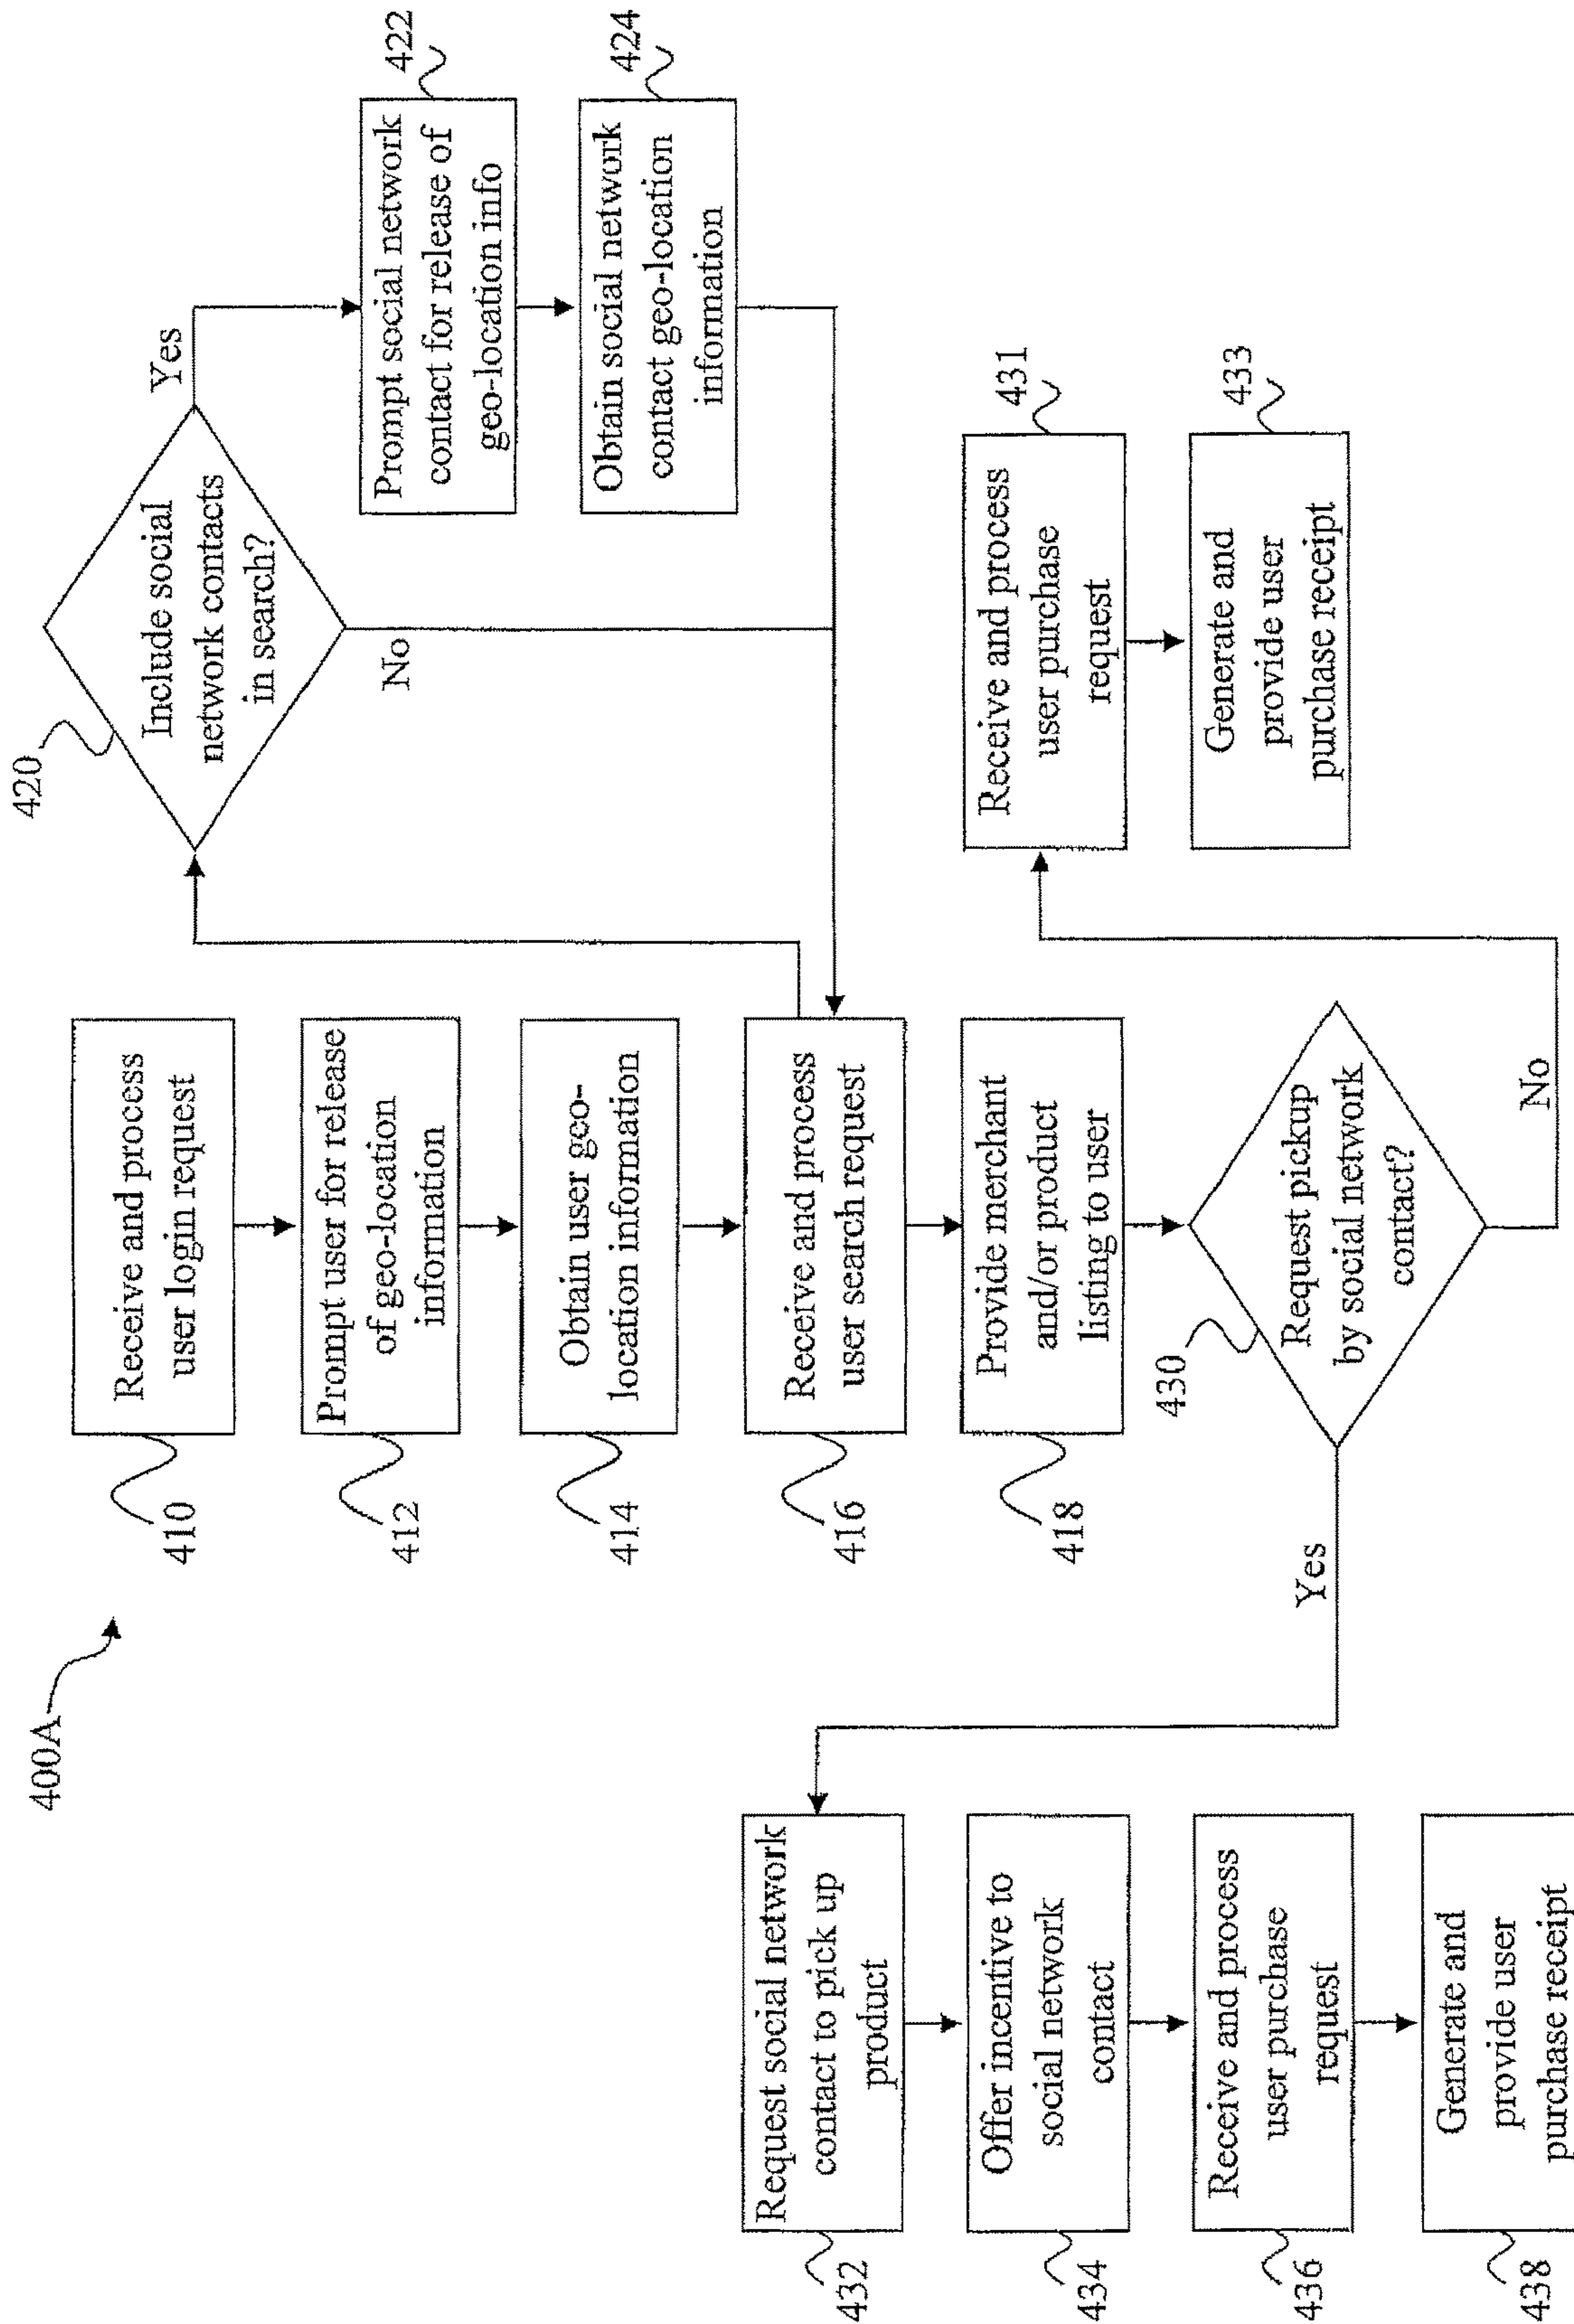 400A
410
Receive and process
user login request
412
Prompt user for release
of geo-location
information
414
Obtain user geo-
location information
416
Receive and process
user search request
418
Provide merchant
and/or product
listing to user
420
Include social
network contacts
in search?
Yes
No
422
Prompt social network
contact for release of
geo-location info
424
Obtain social network
contact geo-location
information
430
Request pickup
by social network
contact?
Yes
No
431
Receive and process
user purchase
request
433
Generate and
provide user
purchase receipt
432
Request social network
contact to pick up
product
434
Offer incentive to
social network
contact
436
Receive and process
user purchase
request
438
Generate and
provide user
purchase receipt